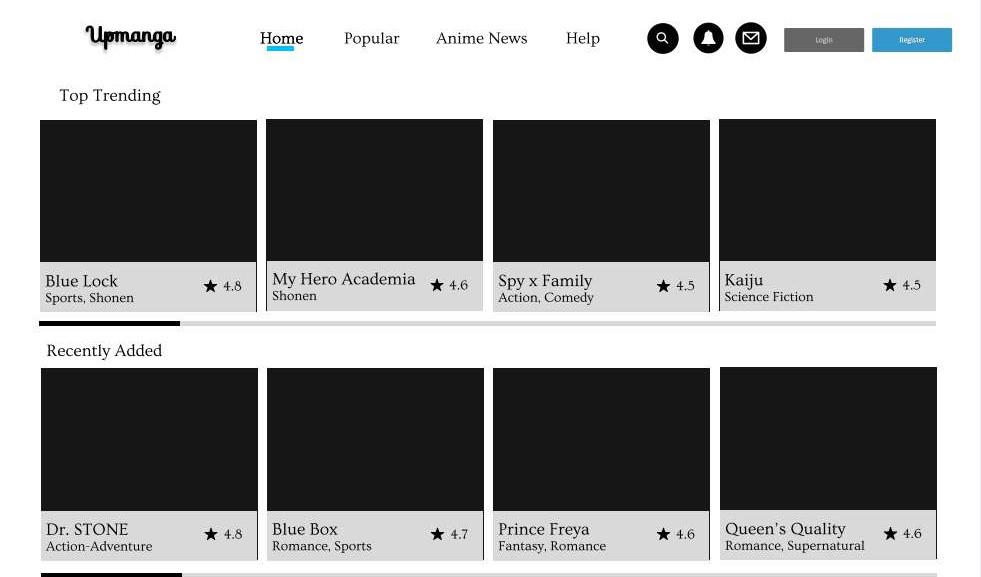 Upmanga
Home Popular Anime News Help Login Register
Top Trending
Blue Lock
Sports, Shonen
4.8
My Hero Academia
Shonen
4.6
Spy x Family
Action, Comedy
4.5
Kaiju
Science Fiction
4.5
Recently Added
Dr. STONE
Action-Adventure
4.8
Blue Box
Romance, Sports
4.7
Prince Freya
Fantasy, Romance
4.6
Queen's Quality
Romance, Supernatural
4.6